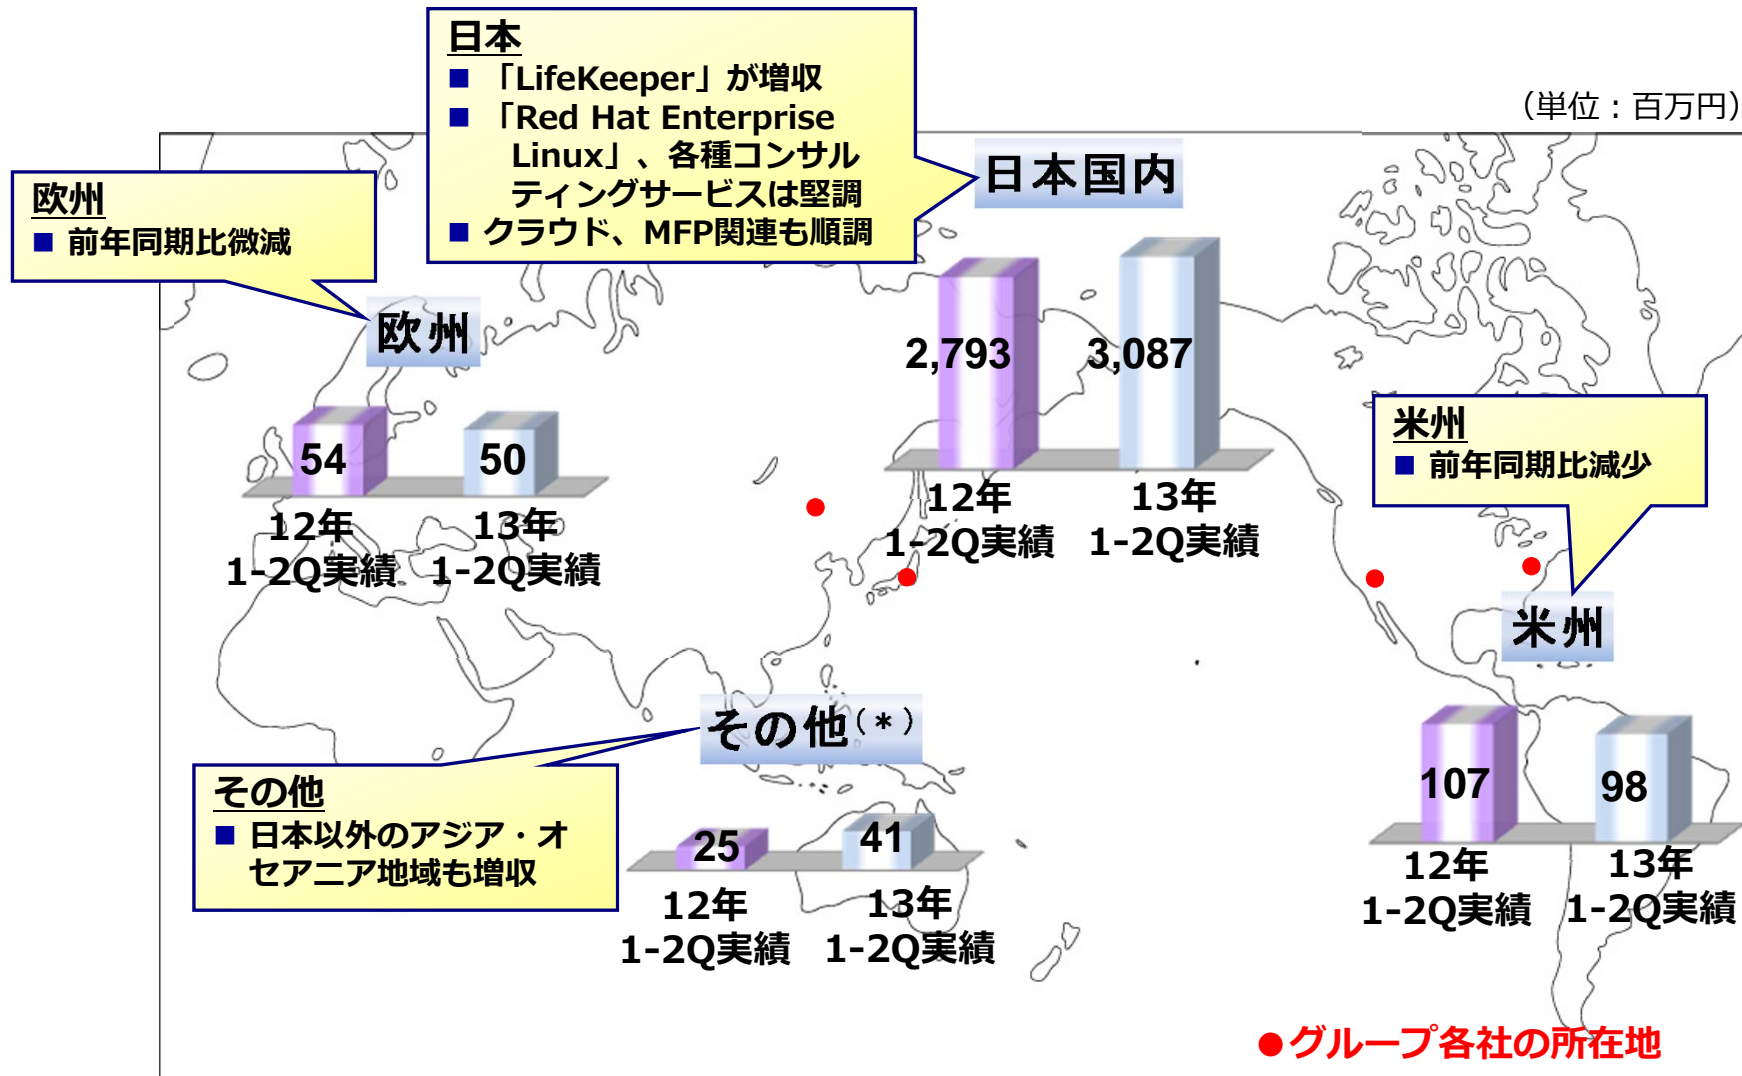 (単位:百万円)
日本
■ 「LifeKeeper」が増収
■ 「Red Hat Enterprise
Linux」、各種コンサル
ティングサービスは堅調
■ クラウド、MFP関連も順調
日本国内
2,793
3,087
12年
1-2Q実績
13年
1-2Q実績
欧州
■ 前年同期比微減
欧州
54
50
12年
1-2Q実績
13年
1-2Q実績
米州
■ 前年同期比減少
米州
107
98
12年
1-2Q実績
13年
1-2Q実績
その他(*)
その他
■ 日本以外のアジア・オ
セアニア地域も増収
25
41
12年
1-2Q実績
13年
1-2Q実績
●グループ各社の所在地